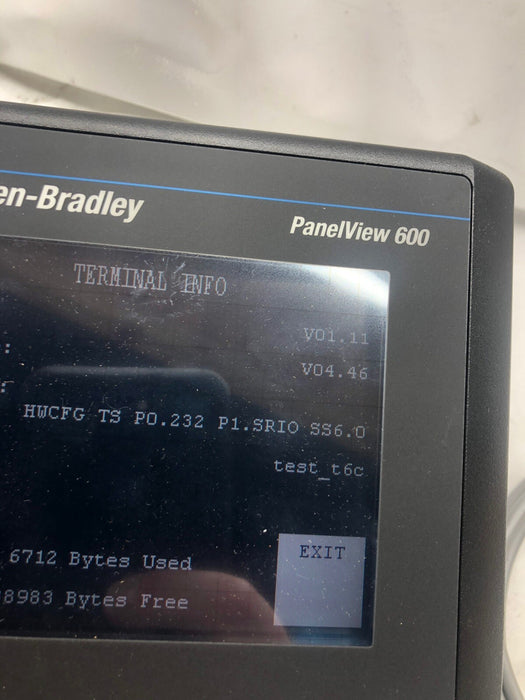 en-Bradley
PanelView 600
TERMINAL INFO
: V01.11
: V04.46
HWCFG TS P0.232 P1.SRIO SS6.0
test_t6c
6712 Bytes Used
8983 Bytes Free
EXIT